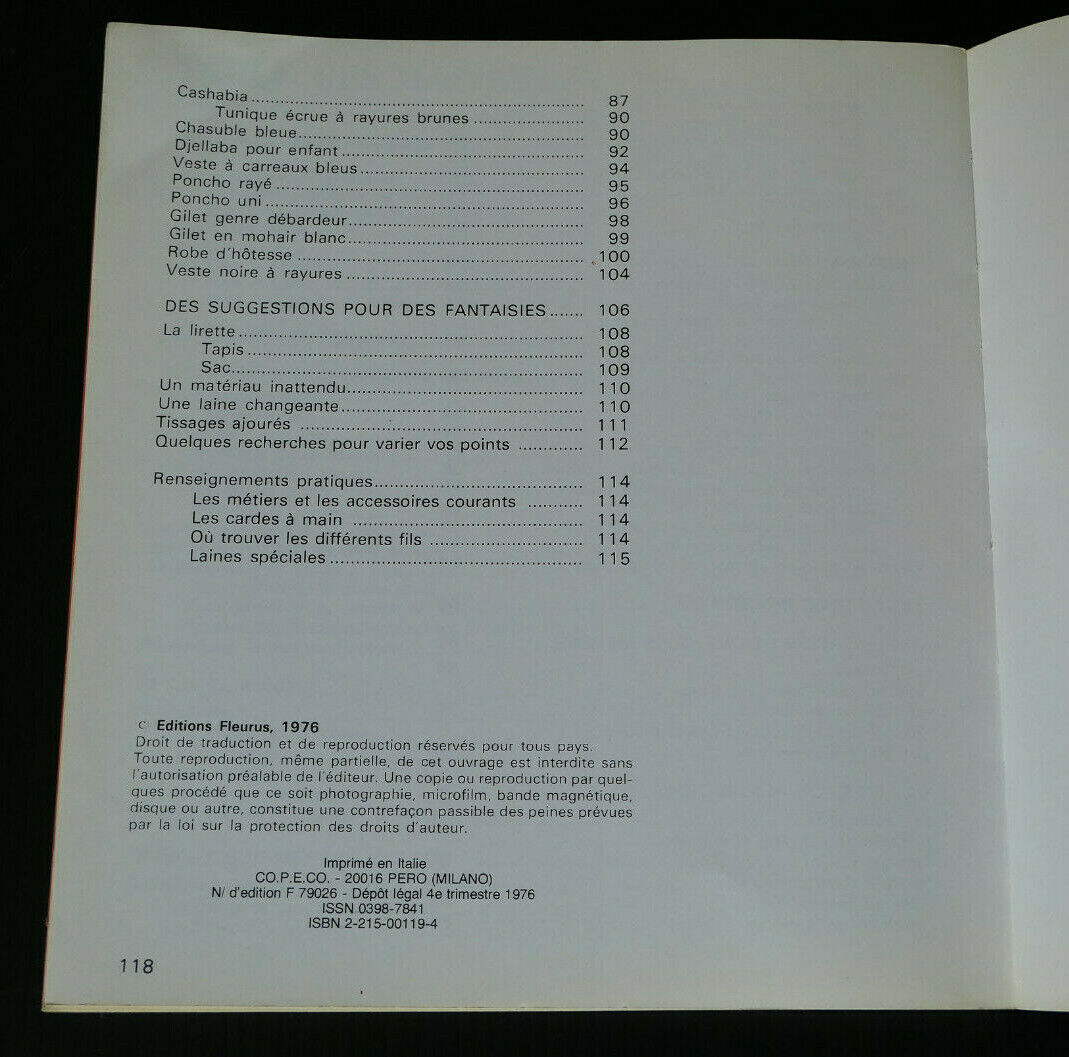 Cashabia ........ 87
Tunique écrue à rayures brunes ........ 90
Chasuble bleue ........ 90
Djellaba pour enfant ........ 92
Veste à carreaux bleus ........ 94
Poncho rayé ........ 95
Poncho uni ........ 96
Gilet genre débardeur ........ 98
Gilet en mohair blanc ........ 99
Robe d'hôtesse ........ 100
Veste noire à rayures ........ 104
DES SUGGESTIONS POUR DES FANTAISIES ....... 106
La lirette ........ 108
Tapis ........ 108
Sac ........ 109
Un matériau inattendu ........ 110
Une laine changeante ........ 110
Tissages ajourés ........ 111
Quelques recherches pour varier vos points ........ 112
Renseignements pratiques ........ 114
Les métiers et les accessoires courants ........ 114
Les cardes à main ........ 114
Où trouver les différents fils ........ 114
Laines spéciales ........ 115
C Editions Fleurus, 1976
Droit de traduction et de reproduction réservés pour tous pays.
Toute reproduction, même partielle, de cet ouvrage est interdite sans
l'autorisation préalable de l'éditeur. Une copie ou reproduction par quel-
ques procédé que ce soit photographie, microfilm, bande magnétique,
disque ou autre, constitue une contrefaçon passible des peines prévues
par la loi sur la protection des droits d'auteur.
Imprimé en Italie
CO.P.E.CO. - 20016 PERO (MILANO)
N/ d'edition F 79026 - Dépôt légal 4e trimestre 1976
ISSN 0398-7841
ISBN 2-215-00119-4
118